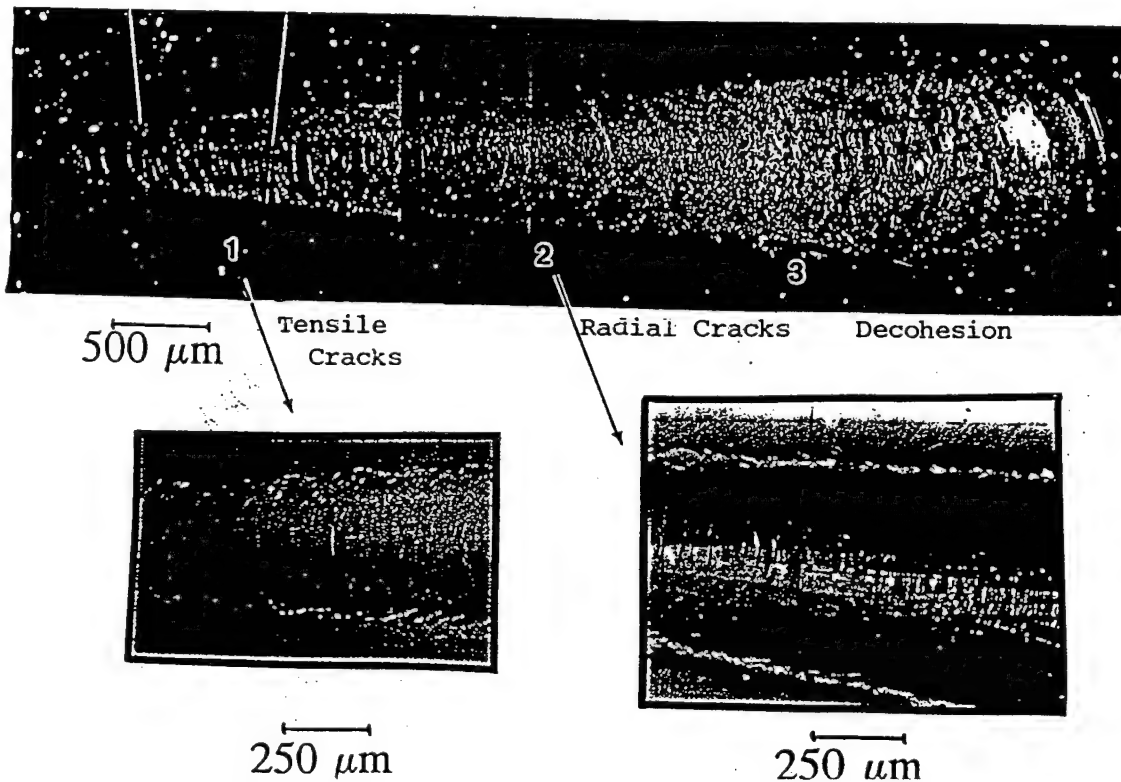 1
2
3
500 μm
Tensile
Cracks
Radial Cracks
Decohesion
250 μm
250 μm